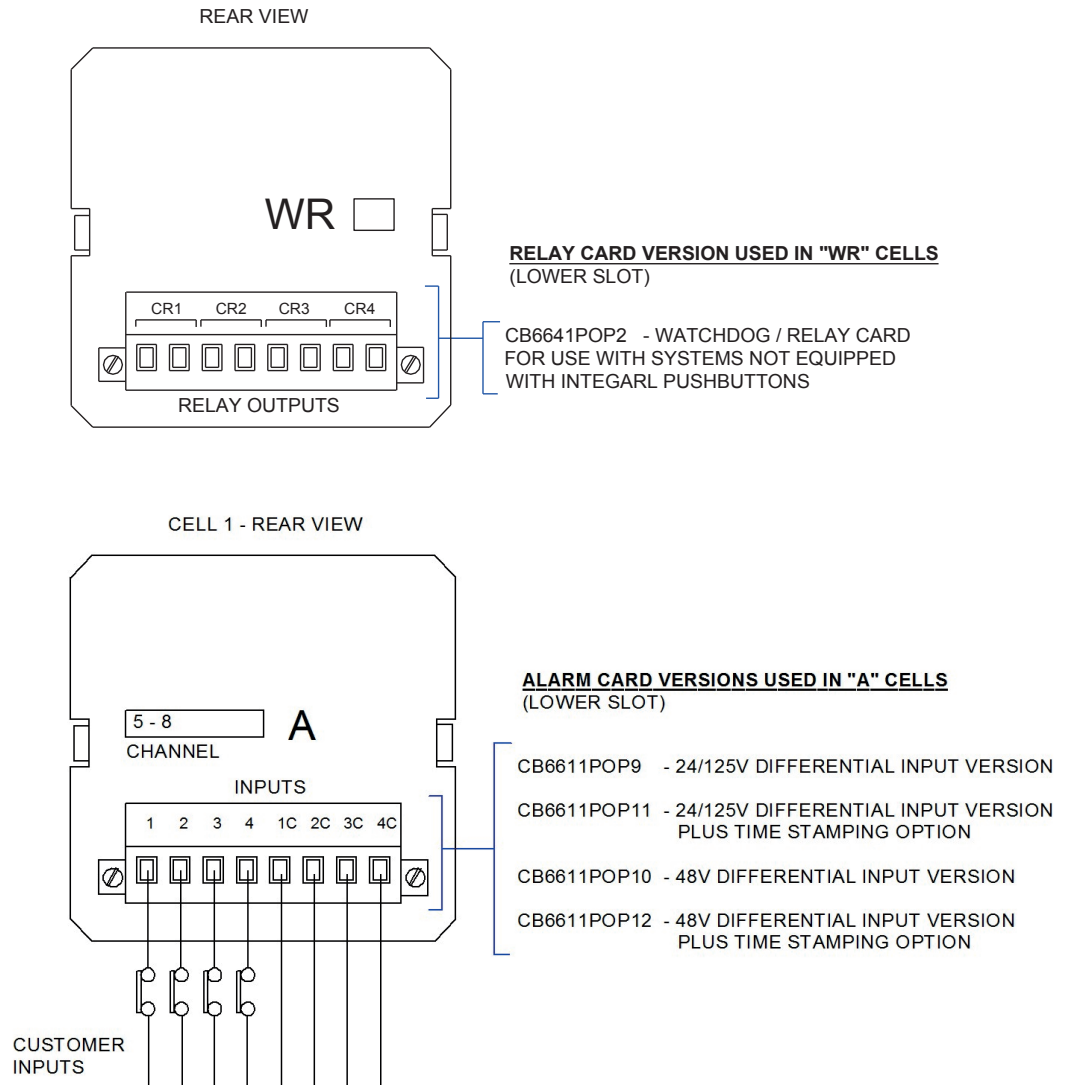 REAR VIEW
WR
CR1 CR2 CR3 CR4
RELAY OUTPUTS
RELAY CARD VERSION USED IN "WR" CELLS
(LOWER SLOT)
CB6641POP2 - WATCHDOG / RELAY CARD
FOR USE WITH SYSTEMS NOT EQUIPPED
WITH INTEGARL PUSHBUTTONS
CELL 1 - REAR VIEW
5 - 8
CHANNEL
A
INPUTS
1 2 3 4 1C 2C 3C 4C
CUSTOMER
INPUTS
ALARM CARD VERSIONS USED IN "A" CELLS
(LOWER SLOT)
CB6611POP9 - 24/125V DIFFERENTIAL INPUT VERSION
CB6611POP11 - 24/125V DIFFERENTIAL INPUT VERSION
PLUS TIME STAMPING OPTION
CB6611POP10 - 48V DIFFERENTIAL INPUT VERSION
CB6611POP12 - 48V DIFFERENTIAL INPUT VERSION
PLUS TIME STAMPING OPTION